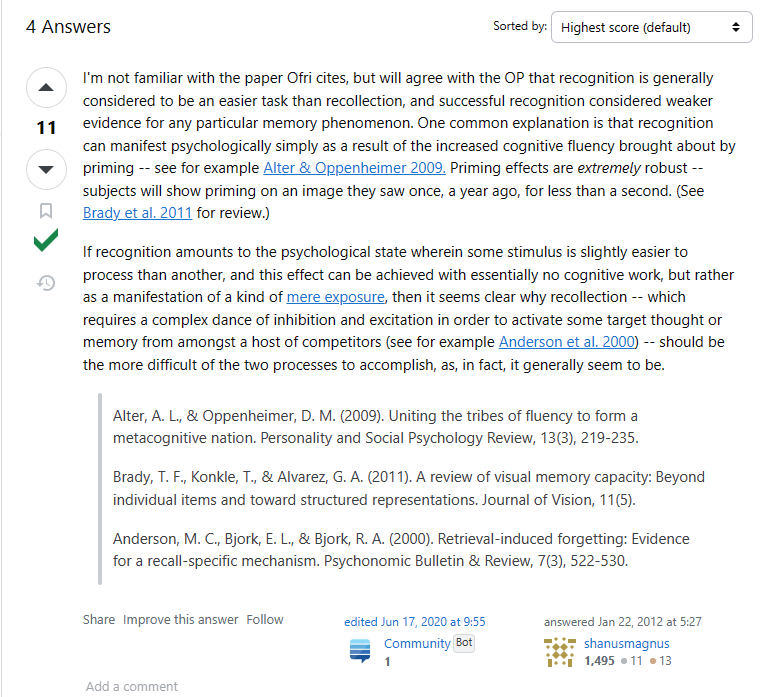 4 Answers
Sorted by: Highest score (default)
I'm not familiar with the paper Ofri cites, but will agree with the OP that recognition is generally
considered to be an easier task than recollection, and successful recognition considered weaker
evidence for any particular memory phenomenon. One common explanation is that recognition
can manifest psychologically simply as a result of the increased cognitive fluency brought about by
priming -- see for example Alter & Oppenheimer 2009. Priming effects are extremely robust --
subjects will show priming on an image they saw once, a year ago, for less than a second. (See
Brady et al. 2011 for review.)
11
If recognition amounts to the psychological state wherein some stimulus is slightly easier to
process than another, and this effect can be achieved with essentially no cognitive work, but rather
as a manifestation of a kind of mere exposure, then it seems clear why recollection -- which
requires a complex dance of inhibition and excitation in order to activate some target thought or
memory from amongst a host of competitors (see for example Anderson et al. 2000) -- should be
the more difficult of the two processes to accomplish, as, in fact, it generally seem to be.
Alter, A. L., & Oppenheimer, D. M. (2009). Uniting the tribes of fluency to form a
metacognitive nation. Personality and Social Psychology Review, 13(3), 219-235.
Brady, T. F., Konkle, T., & Alvarez, G. A. (2011). A review of visual memory capacity: Beyond
individual items and toward structured representations. Journal of Vision, 11(5).
Anderson, M. C., Bjork, E. L., & Bjork, R. A. (2000). Retrieval-induced forgetting: Evidence
for a recall-specific mechanism. Psychonomic Bulletin & Review, 7(3), 522-530.
Share Improve this answer Follow
edited Jun 17, 2020 at 9:55
Community Bot
1
answered Jan 22, 2012 at 5:27
shanusmagnus
1,495 11 13
Add a comment